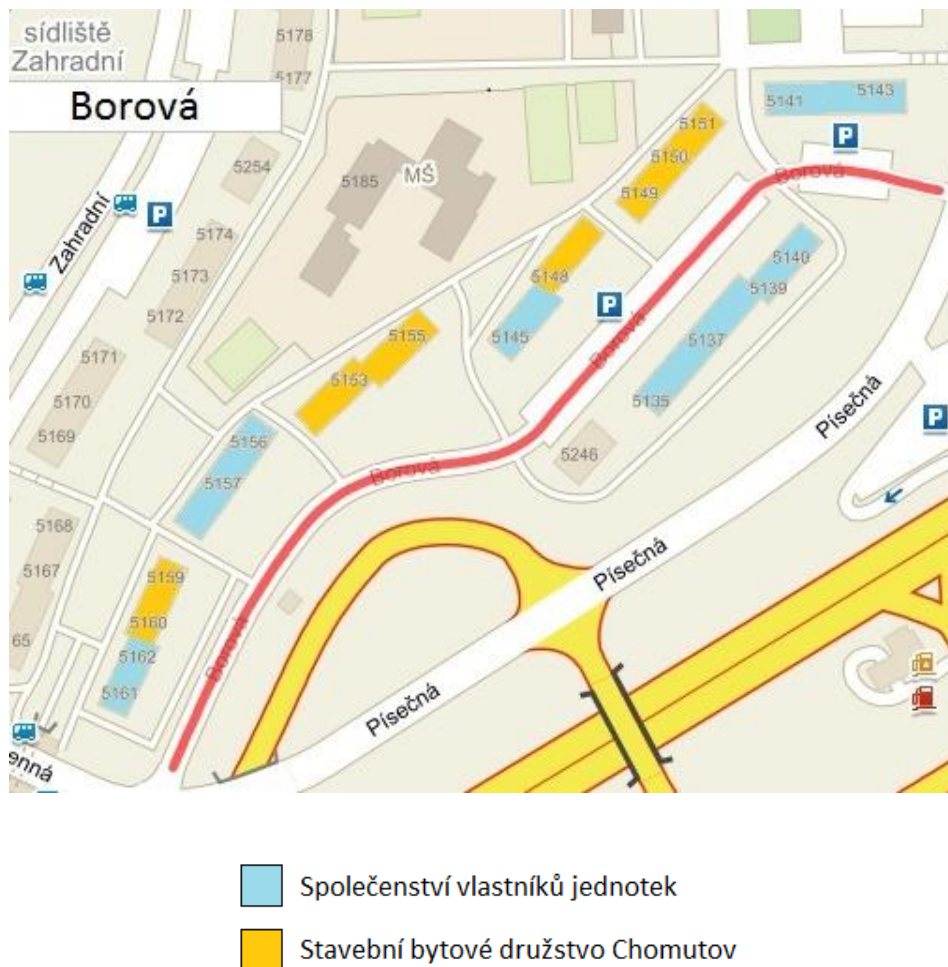 sídliště
Zahradní
5178
5177
Borová
5141
5143
P
5151
5150
5149
5254
5185
MŠ
Borová
Zahradní
P
5174
5173
5172
5148
5145
P
5140
5139
5137
5135
Borová
5155
5153
5171
5170
5169
Písečná
P
5156
5157
Borová
5246
5168
5167
65
Písečná
5159
5160
5162
5161
Borová
Písečná
enná
Společenství vlastníků jednotek
Stavební bytové družstvo Chomutov